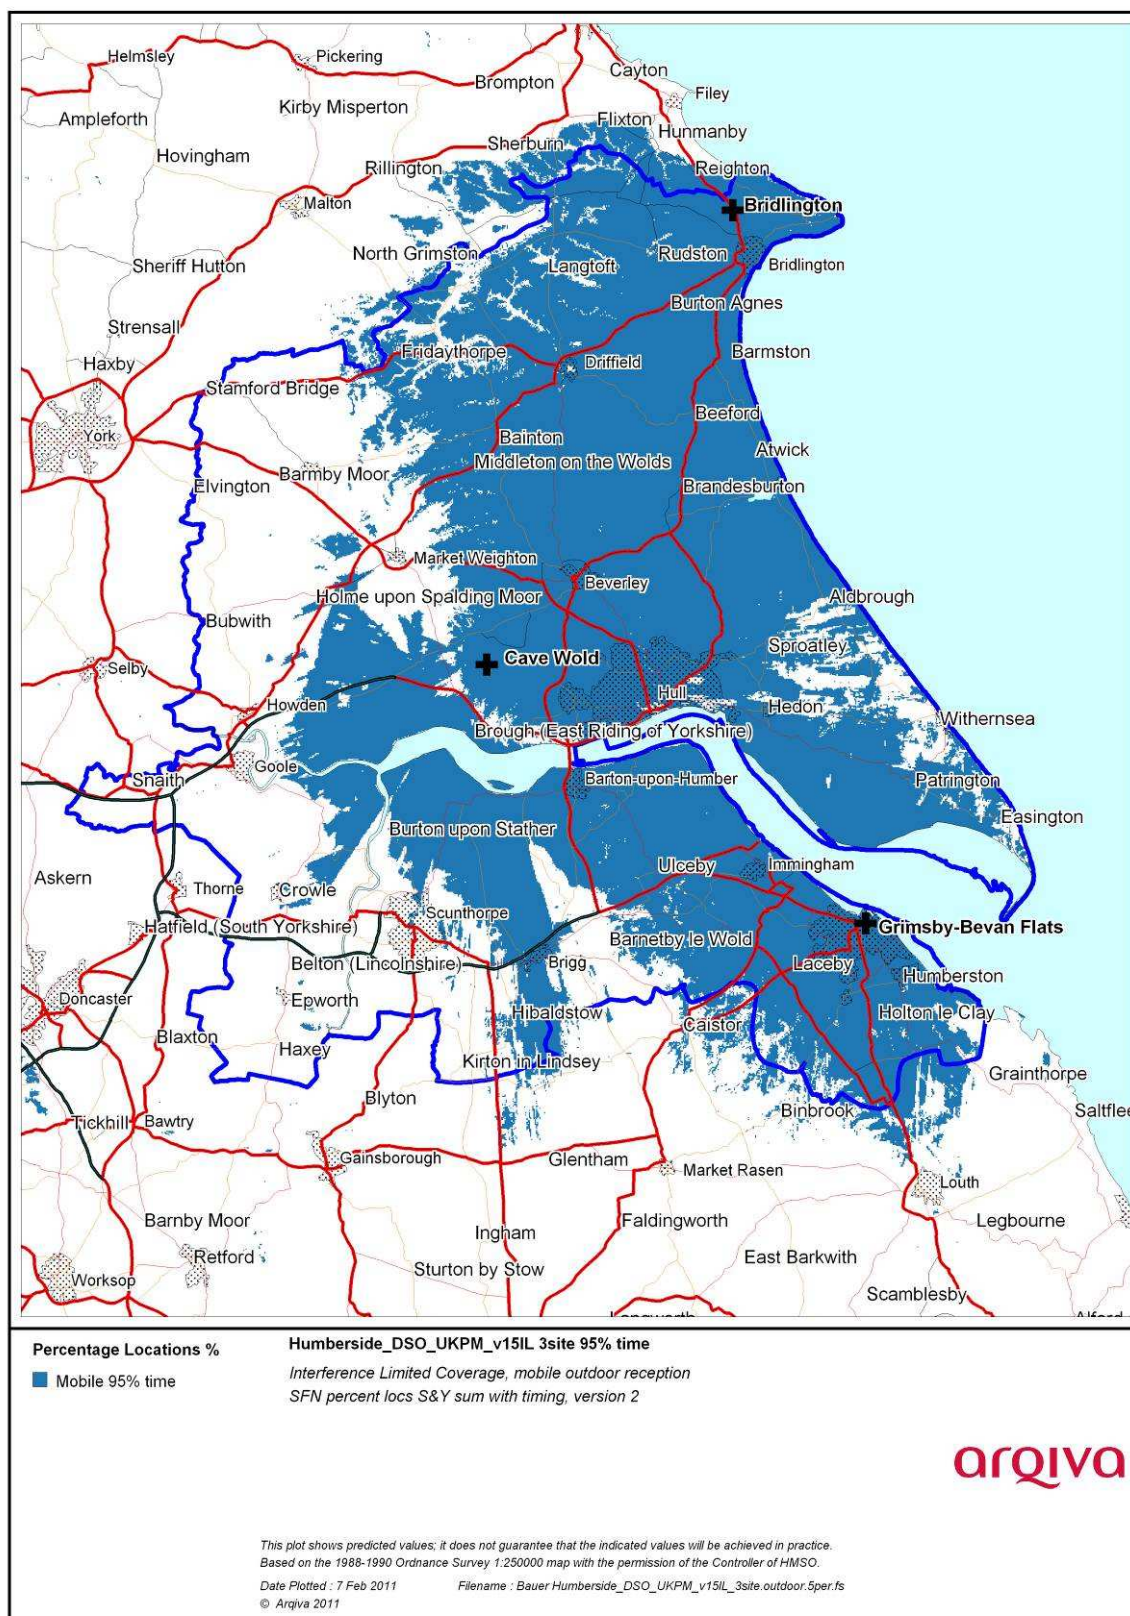 Helmsley
Pickering
Cayton
Brompton
Filey
Kirby Misperton
Ampleforth
Flixton
Hunmanby
Sherburn
Hovingham
Rillington
Reighton
Malton
Bridlington
North Grimston
Rudston
Sheriff Hutton
Langtoft
Bridlington
Burton Agnes
Strensall
Fridaythorpe
Barmston
Haxby
Driffield
Stamford Bridge
Beeford
York
Bainton
Atwick
Middleton on the Wolds
Barmby Moor
Elvington
Brandesburton
Market Weighton
Beverley
Holme upon Spalding Moor
Aldbrough
Bubwith
Sproatley
Cave Wold
Selby
Hull
Howden
Hedon
Withernsea
Brough (East Riding of Yorkshire)
Goole
Snaith
Barton-upon-Humber
Patrington
Easington
Burton upon Stather
Ulceby
Immingham
Askern
Thorne
Crowle
Scunthorpe
Hatfield (South Yorkshire)
Grimsby-Bevan Flats
Barnetby le Wold
Belton (Lincolnshire)
Brigg
Laceby
Humberston
Doncaster
Epworth
Hibaldstow
Holton le Clay
Caistor
Blaxton
Haxey
Kirton in Lindsey
Grainthorpe
Blyton
Binbrook
Saltflee
Tickhill
Bawtry
Gainsborough
Glentham
Market Rasen
Louth
Barnby Moor
Faldingworth
Legbourne
Ingham
Retford
East Barkwith
Sturton by Stow
Worksop
Scamblesby
Percentage Locations %
Mobile 95% time
Humberside_DSO_UKPM_v15IL 3site 95% time
Interference Limited Coverage, mobile outdoor reception
SFN percent locs S&Y sum with timing, version 2
arqiva
This plot shows predicted values; it does not guarantee that the indicated values will be achieved in practice.
Based on the 1988-1990 Ordnance Survey 1:250000 map with the permission of the Controller of HMSO.
Date Plotted : 7 Feb 2011 Filename : Bauer Humberside_DSO_UKPM_v15IL_3site.outdoor.5per.fs
© Arqiva 2011